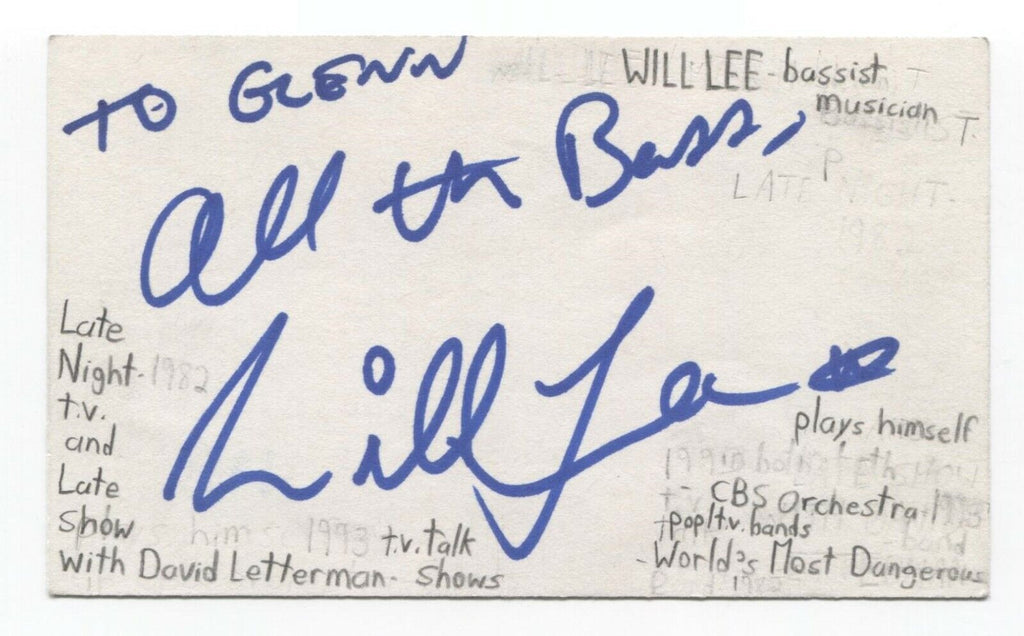 TO GLENN
WILL LEE - bassist
musician
T.
All the Bass,
Will Lee
Late
Night - 1982
t.v.
and
Late
Show
with David Letterman - t.v. talk
shows
plays himself
- CBS Orchestra 1993
pop/t.v. bands
- World's Most Dangerous